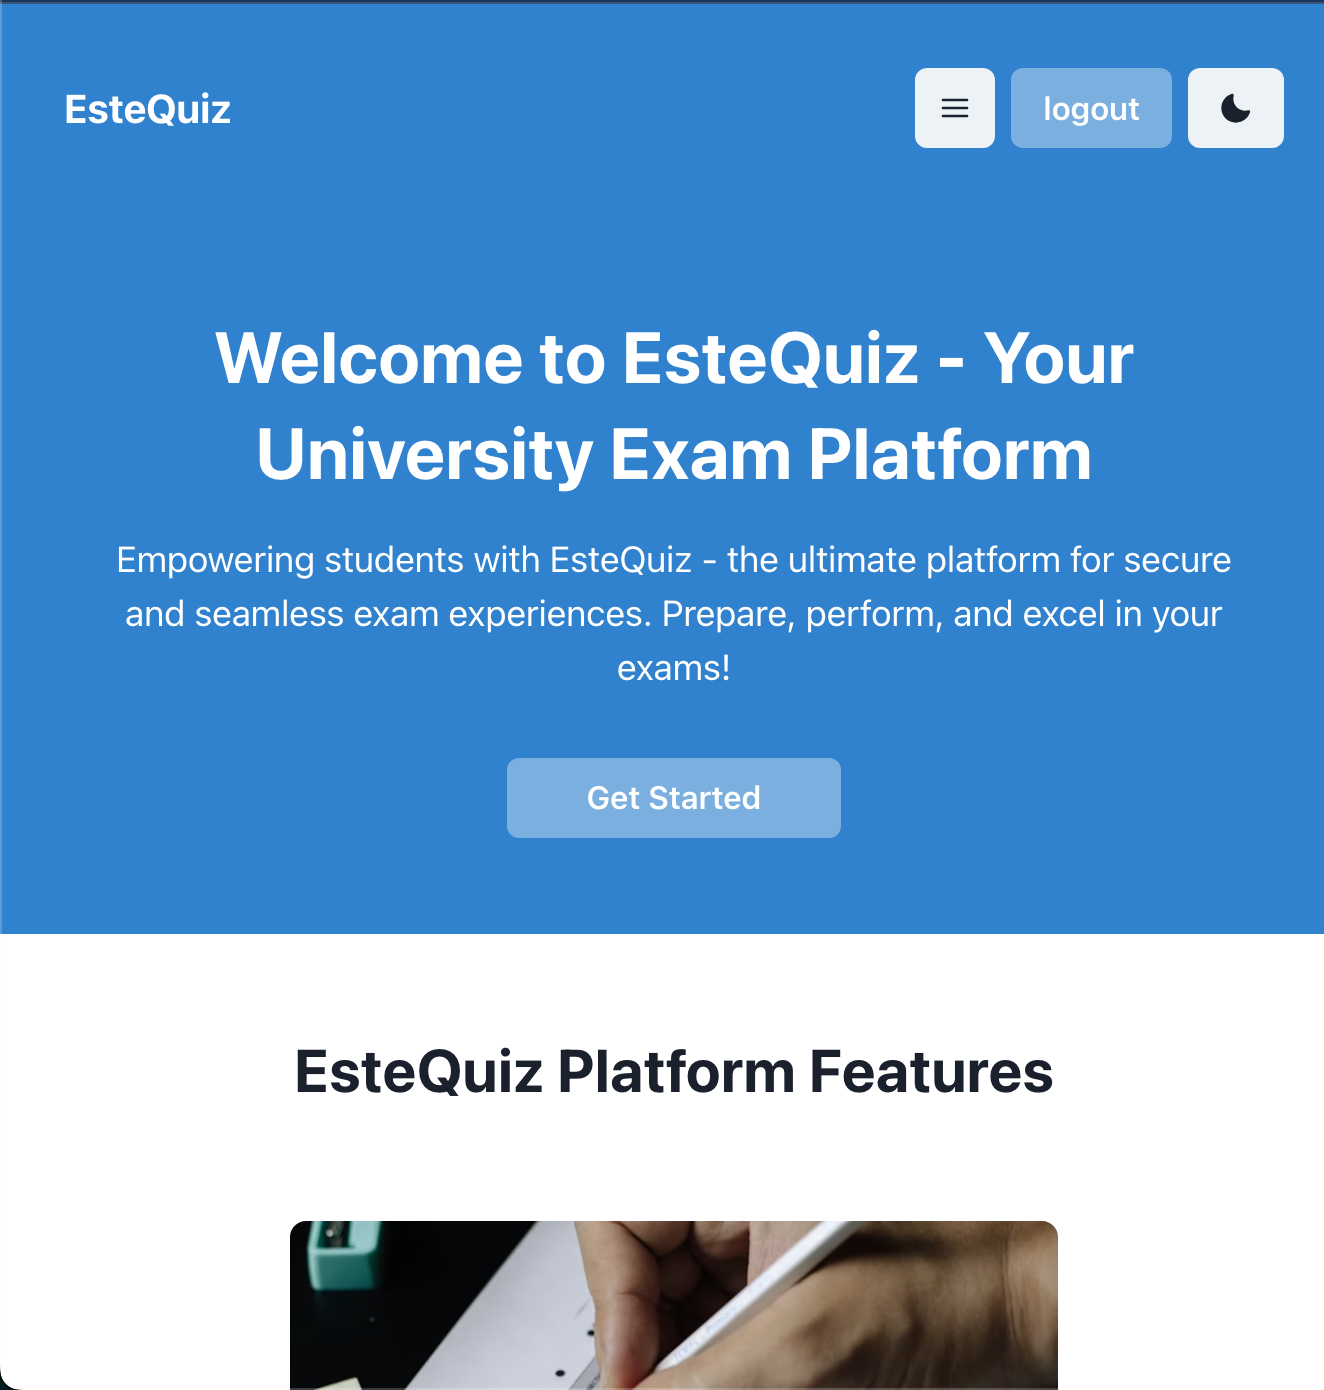 EsteQuiz
logout
Welcome to EsteQuiz - Your
University Exam Platform
Empowering students with EsteQuiz - the ultimate platform for secure
and seamless exam experiences. Prepare, perform, and excel in your
exams!
Get Started
EsteQuiz Platform Features